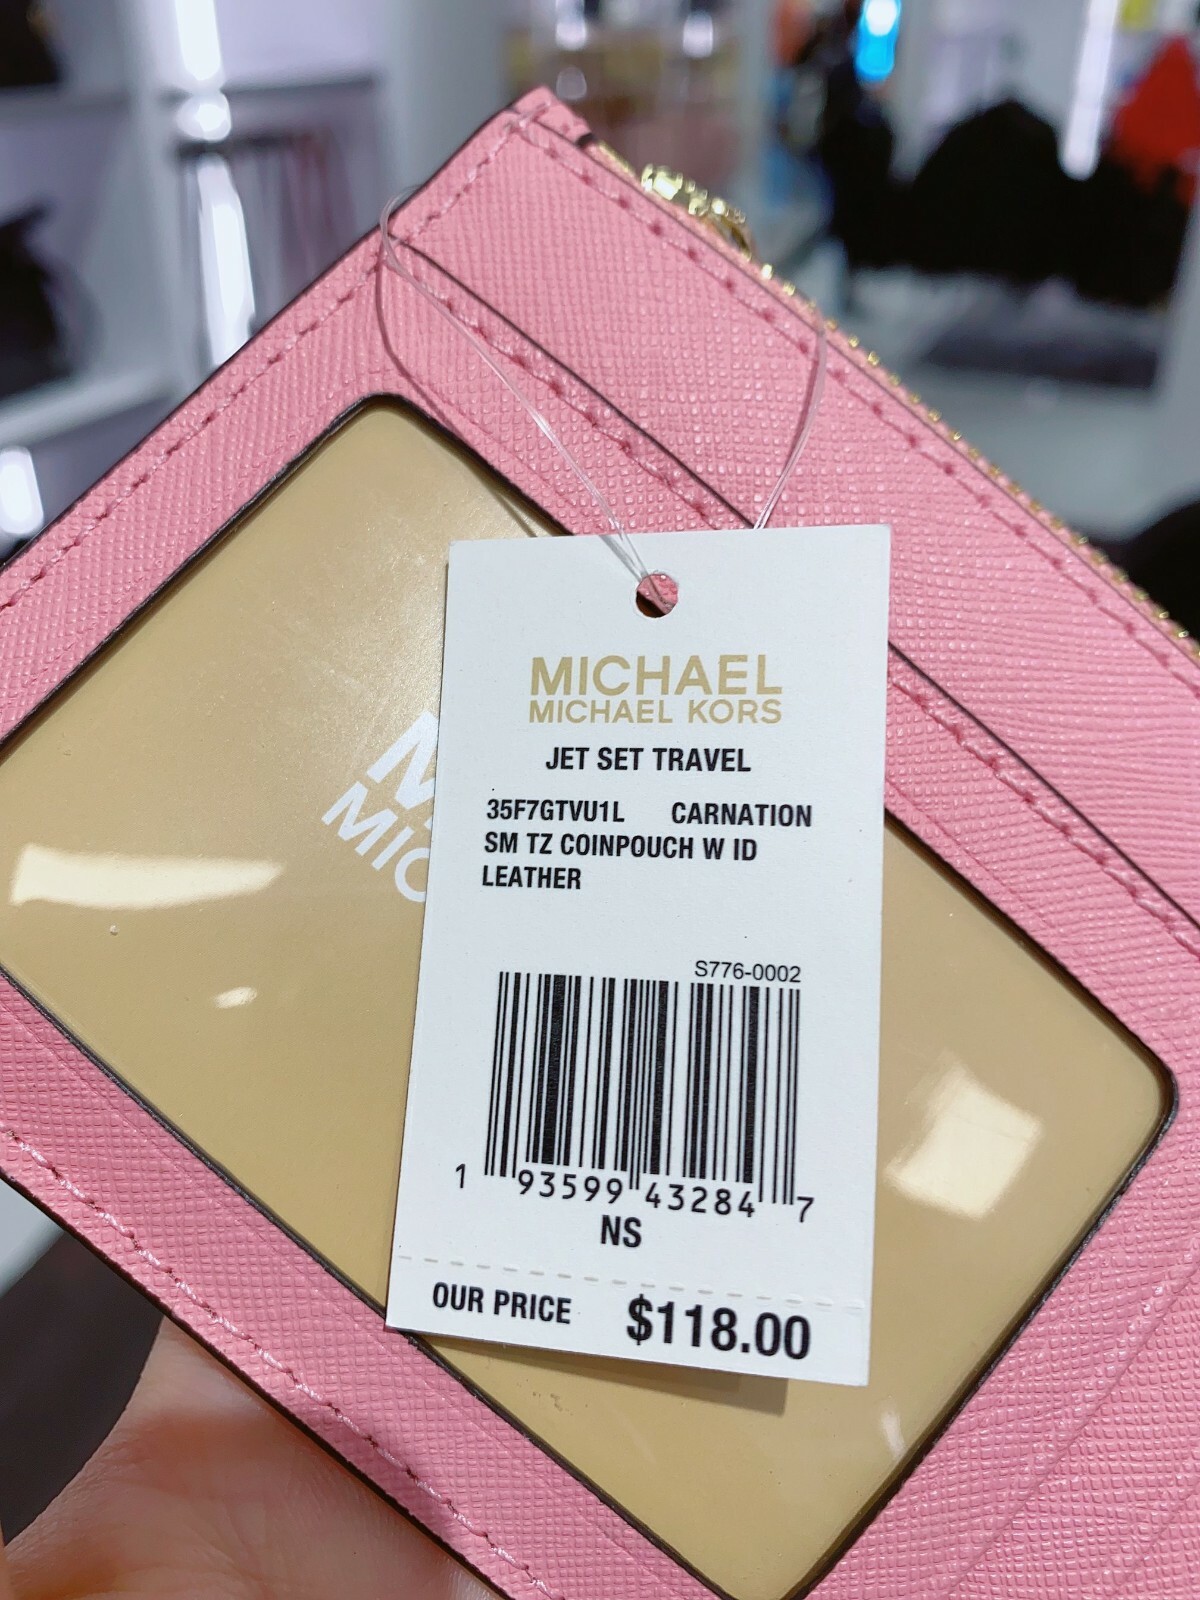 MICHAEL
MICHAEL KORS
JET SET TRAVEL
35F7GTVU1L CARNATION
SM TZ COINPOUCH W ID
LEATHER
S776-0002
1 93599 43284 7
NS
OUR PRICE $118.00
M
MIC